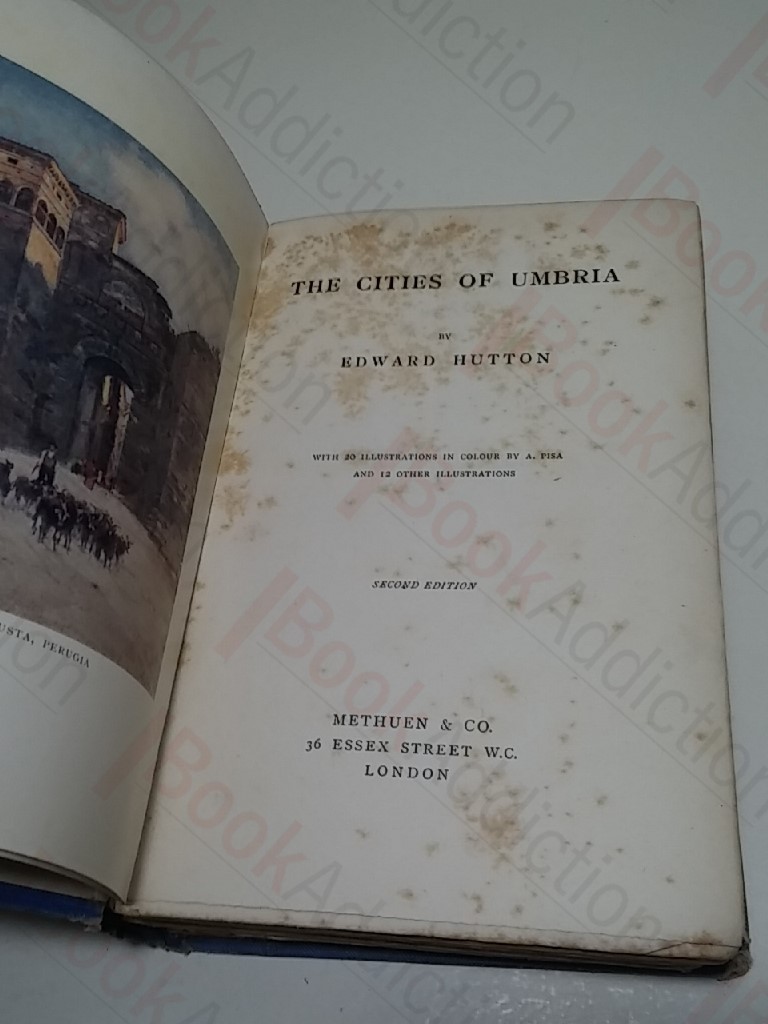 USTA, PERUGIA
THE CITIES OF UMBRIA
BY
EDWARD HUTTON
WITH 20 ILLUSTRATIONS IN COLOUR BY A. PISA
AND 12 OTHER ILLUSTRATIONS
SECOND EDITION
METHUEN & CO.
36 ESSEX STREET W.C.
LONDON
BookAddiction